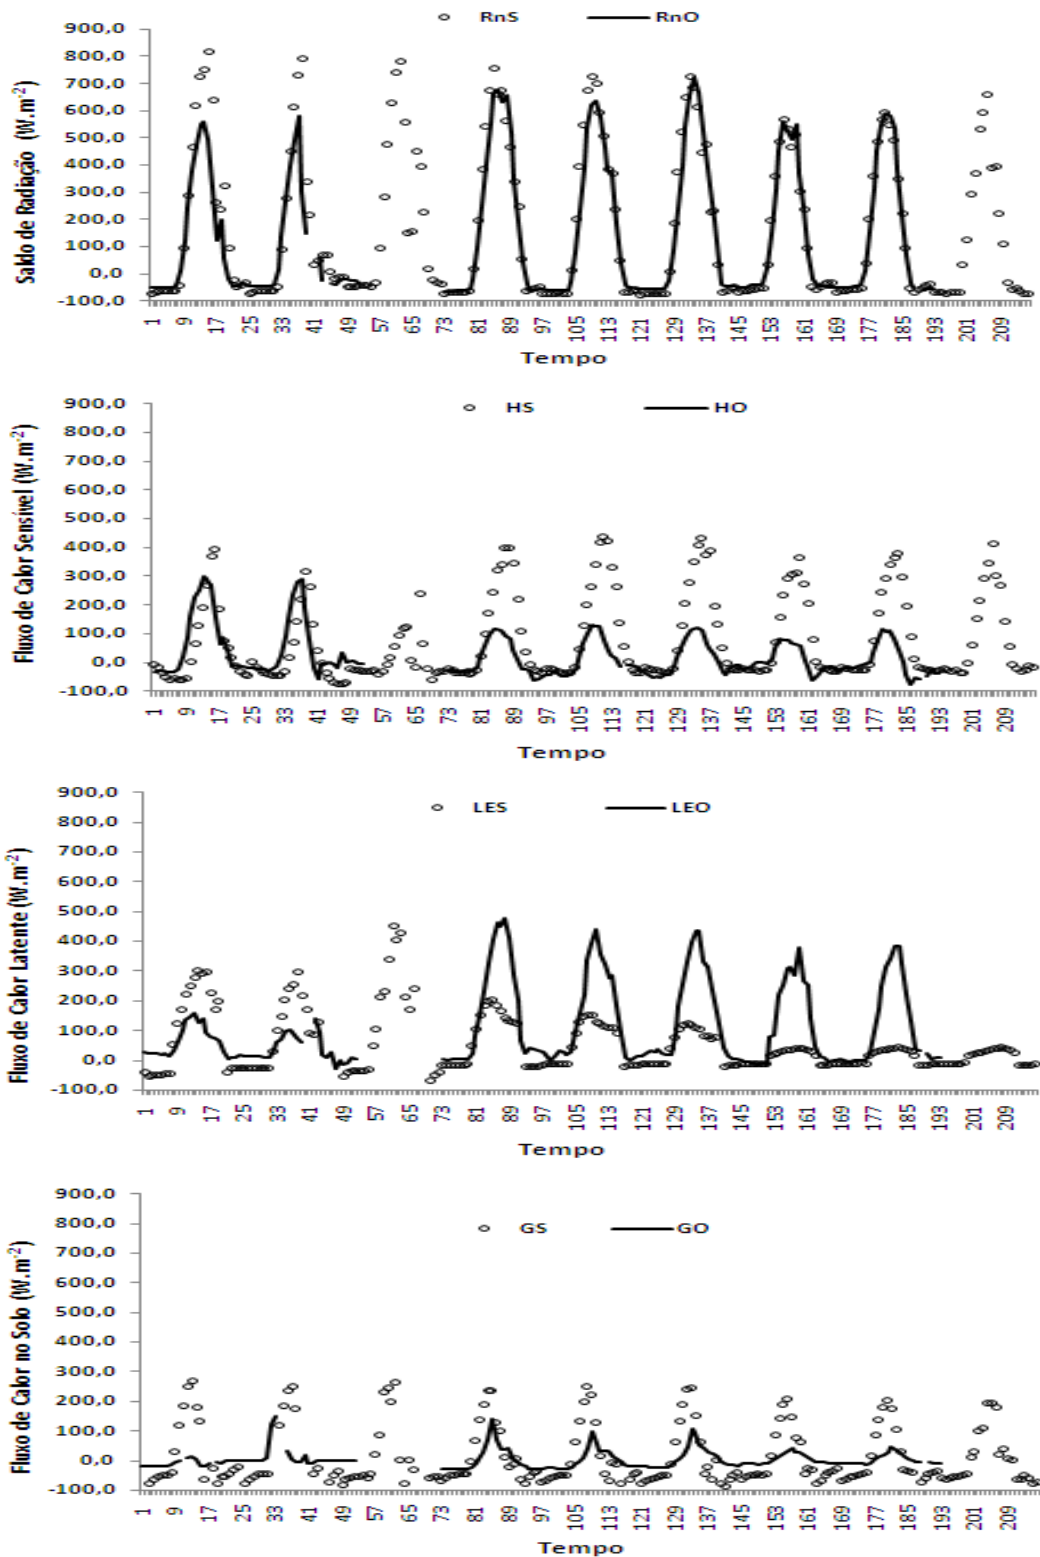 RnS RnO
900,0
800,0
700,0
600,0
500,0
400,0
300,0
200,0
100,0
0,0
-100,0
Saldo de Radiação (W.m-2)
1 9 17 25 33 41 49 57 65 73 81 89 97 105 113 121 129 137 145 153 161 169 177 185 193 201 209
Tempo
HS HO
900,0
800,0
700,0
600,0
500,0
400,0
300,0
200,0
100,0
0,0
-100,0
Fluxo de Calor Sensível (W.m-2)
1 9 17 25 33 41 49 57 65 73 81 89 97 105 113 121 129 137 145 153 161 169 177 185 193 201 209
Tempo
LES LEO
900,0
800,0
700,0
600,0
500,0
400,0
300,0
200,0
100,0
0,0
-100,0
Fluxo de Calor Latente (W.m-2)
1 9 17 25 33 41 49 57 65 73 81 89 97 105 113 121 129 137 145 153 161 169 177 185 193 201 209
Tempo
GS GO
900,0
800,0
700,0
600,0
500,0
400,0
300,0
200,0
100,0
0,0
-100,0
Fluxo de Calor no Solo (W.m-2)
1 9 17 25 33 41 49 57 65 73 81 89 97 105 113 121 129 137 145 153 161 169 177 185 193 201 209
Tempo